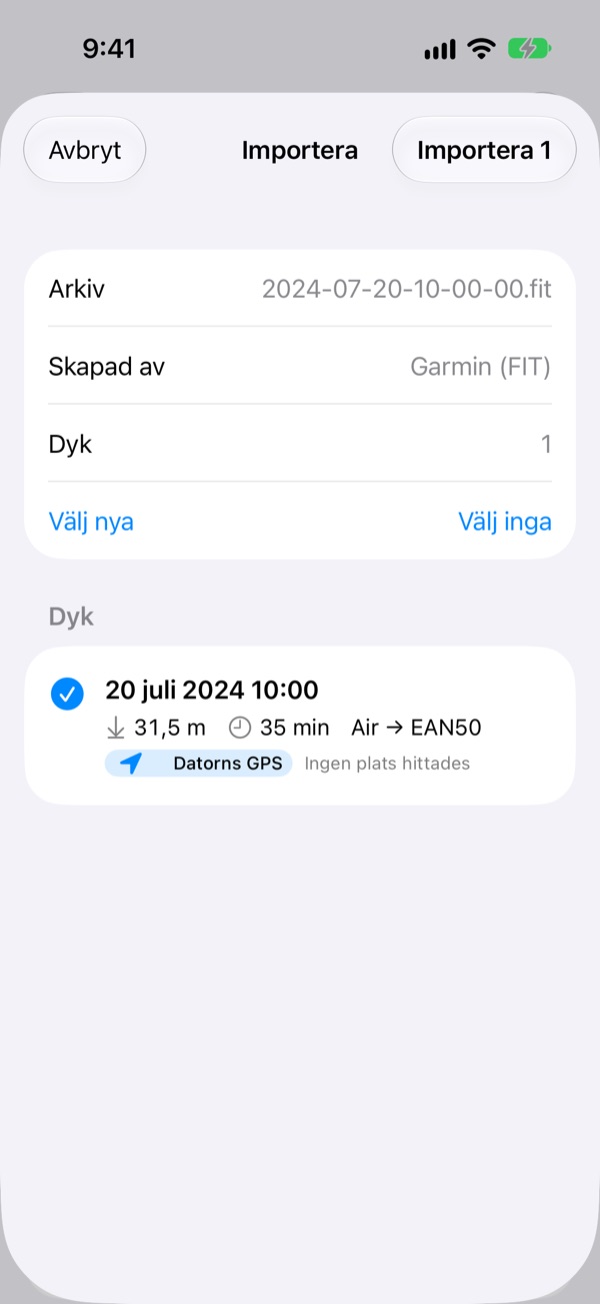 9:41
Avbryt
Importera
Importera 1
Arkiv
2024-07-20-10-00-00.fit
Skapad av
Garmin (FIT)
Dyk
1
Välj nya
Välj inga
Dyk
20 juli 2024 10:00
31,5 m 35 min Air → EAN50
Datorns GPS Ingen plats hittades